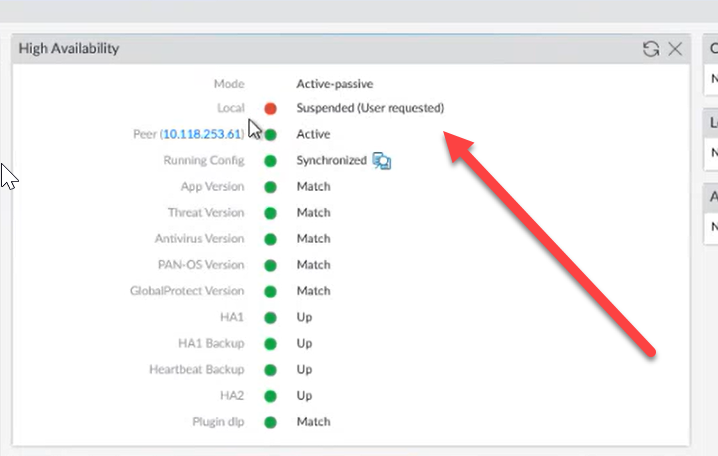 High Availability
Mode Active-passive
Local Suspended (User requested)
Peer (10.118.253.61) Active
Running Config Synchronized
App Version Match
Threat Version Match
Antivirus Version Match
PAN-OS Version Match
GlobalProtect Version Match
HA1 Up
HA1 Backup Up
Heartbeat Backup Up
HA2 Up
Plugin dlp Match